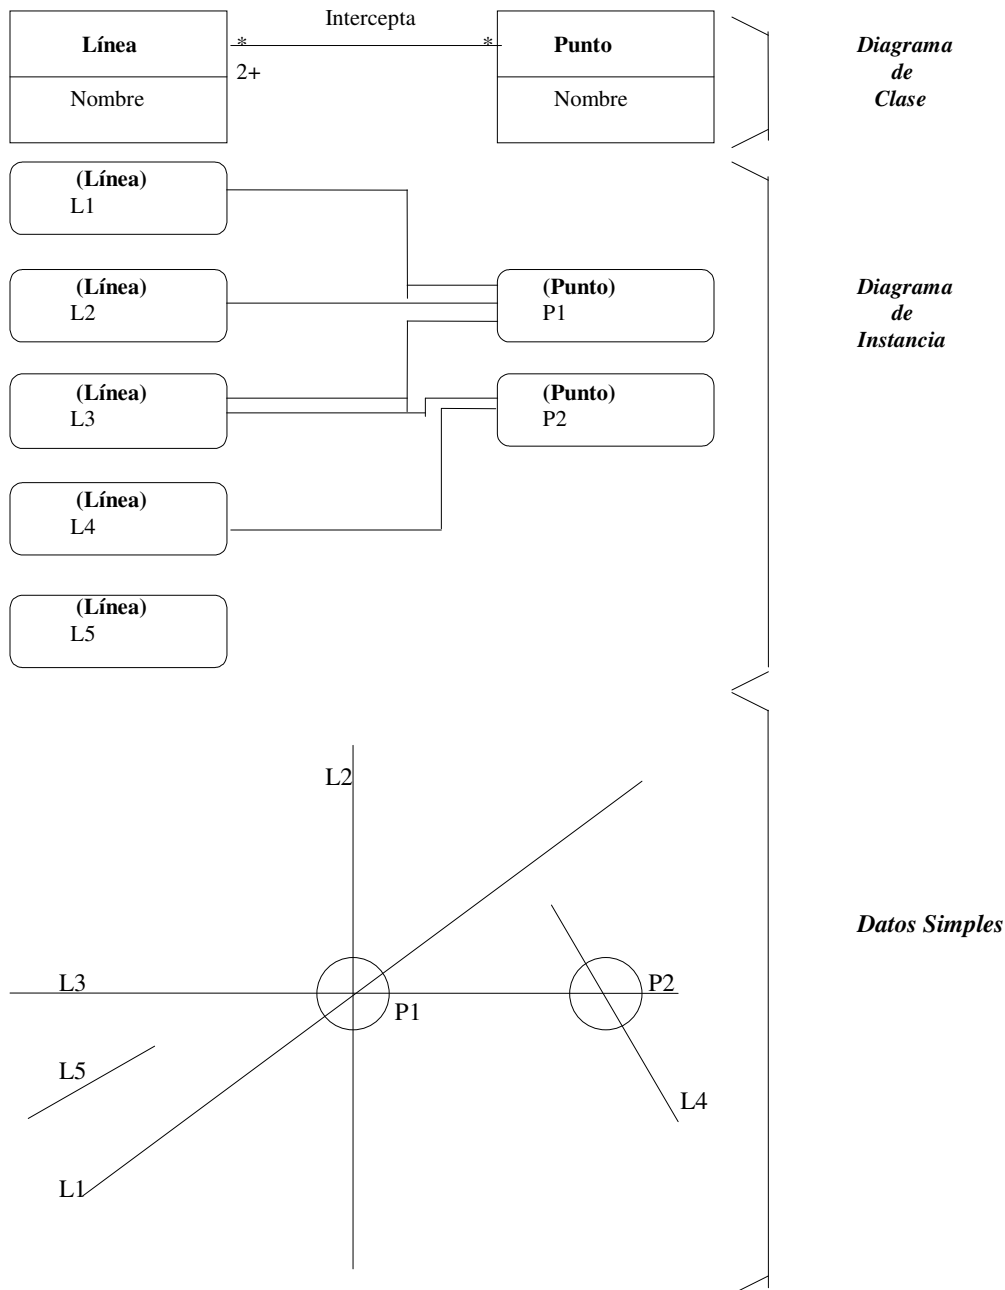 Intercepta
Línea
*
*
Punto
2+
Nombre
Nombre
Diagrama
de
Clase
(Línea)
L1
(Línea)
L2
(Punto)
P1
Diagrama
de
Instancia
(Línea)
L3
(Punto)
P2
(Línea)
L4
(Línea)
L5
L2
Datos Simples
L3
P2
P1
L5
L4
L1